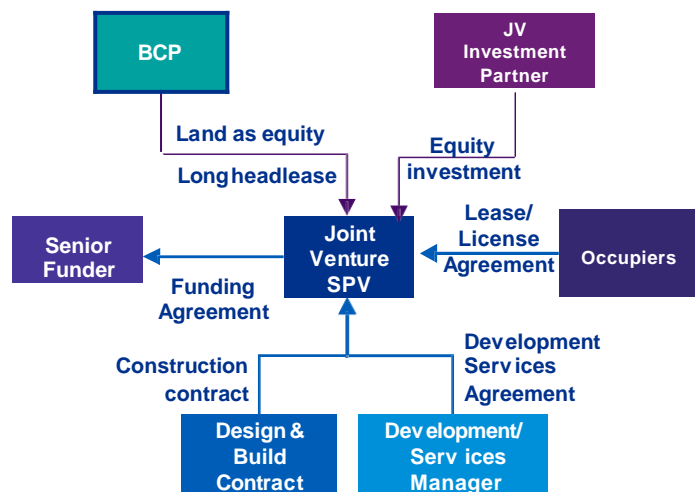 BCP
JV
Investment
Partner
Land as equity
Long headlease
Equity
investment
Lease/
License
Agreement
Senior
Funder
Joint
Venture
SPV
Occupiers
Funding
Agreement
Construction
contract
Development
Services
Agreement
Design &
Build
Contract
Development/
Services
Manager